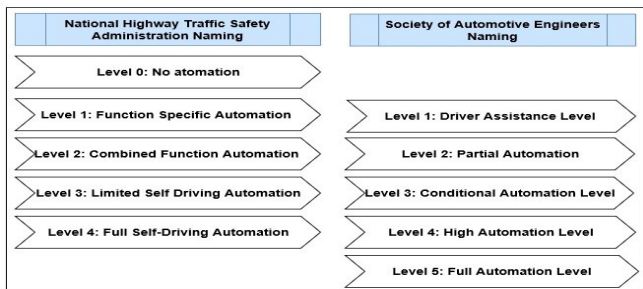 National Highway Traffic Safety
Administration Naming
Level 0: No atomation
Level 1: Function Specific Automation
Level 2: Combined Function Automation
Level 3: Limited Self Driving Automation
Level 4: Full Self-Driving Automation
Society of Automotive Engineers
Naming
Level 1: Driver Assistance Level
Level 2: Partial Automation
Level 3: Conditional Automation Level
Level 4: High Automation Level
Level 5: Full Automation Level